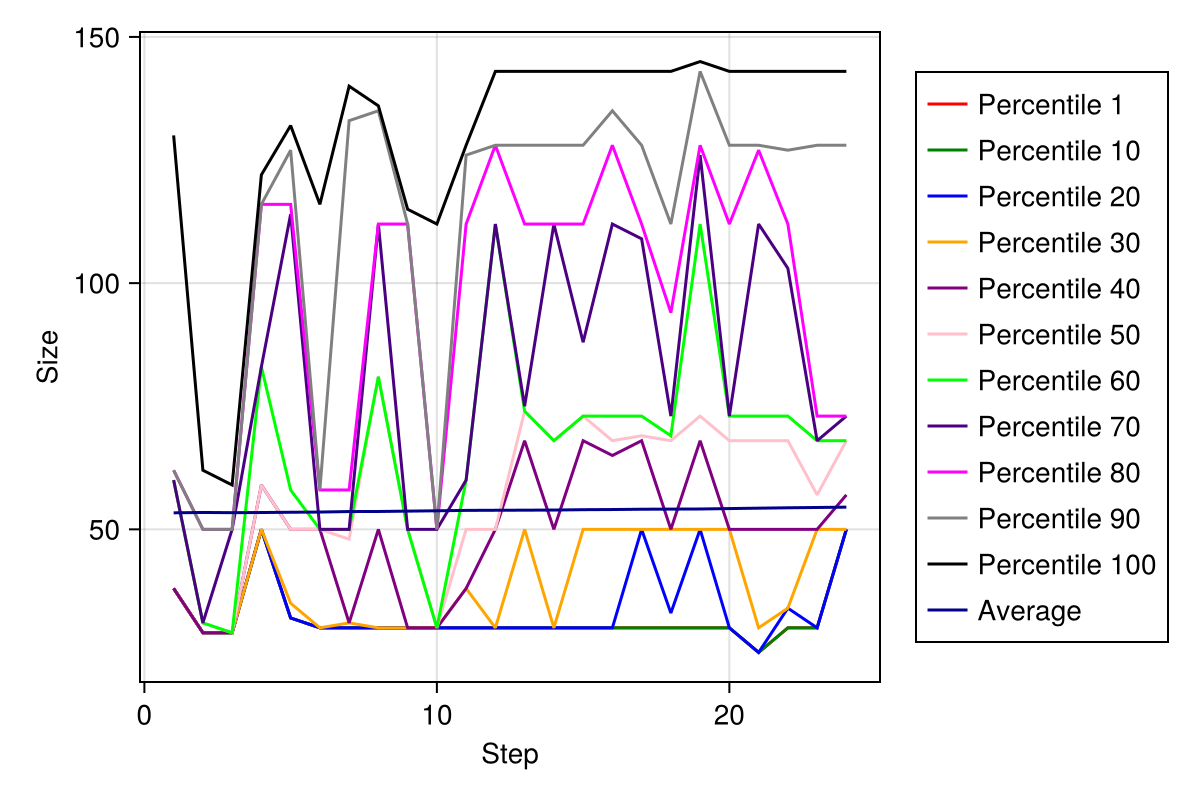 150
100
50
Size
0
10
20
Step
Percentile 1
Percentile 10
Percentile 20
Percentile 30
Percentile 40
Percentile 50
Percentile 60
Percentile 70
Percentile 80
Percentile 90
Percentile 100
Average